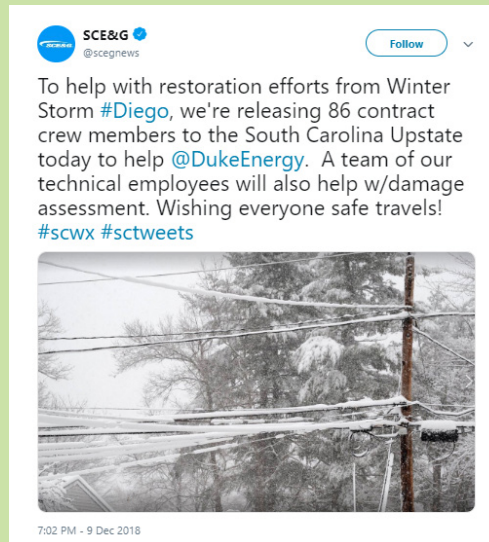 SCE&G
@scegnews
Follow
SCE&G
To help with restoration efforts from Winter
Storm #Diego, we're releasing 86 contract
crew members to the South Carolina Upstate
today to help @DukeEnergy. A team of our
technical employees will also help w/damage
assessment. Wishing everyone safe travels!
#scwx #sctweets
7:02 PM - 9 Dec 2018